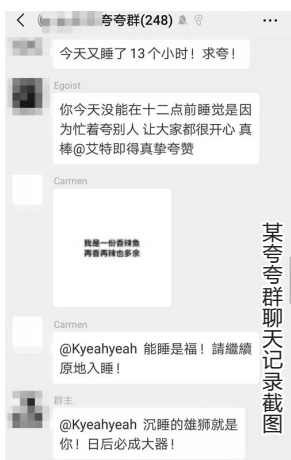 夸夸群(248)
今天又睡了13个小时！求夸！
Egoist
你今天没能在十二点前睡觉是因
为忙着夸别人 让大家都很开心 真
棒@艾特即得真挚夸赞
Carmen
我是一份香辣鱼
再香再辣也多余
Carmen
@Kyeahyeah 能睡是福！請繼續
原地入睡！
群主
@Kyeahyeah 沉睡的雄狮就是
你！日后必成大器！
某夸夸群聊天记录截图